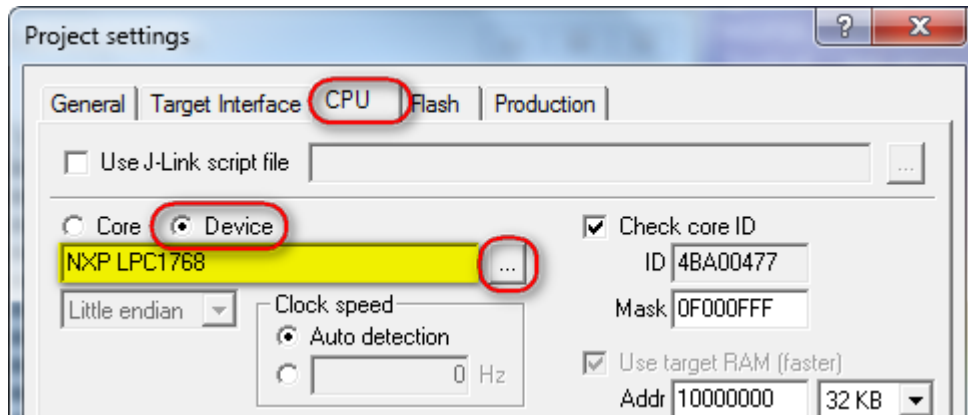 Project settings
?
X
General
Target Interface
CPU
Flash
Production
Use J-Link script file
...
Core
Device
Check core ID
NXP LPC1768
...
ID 4BA00477
Little endian
Clock speed
Mask 0F000FFF
Auto detection
0 Hz
Use target RAM (faster)
Addr 10000000 32 KB